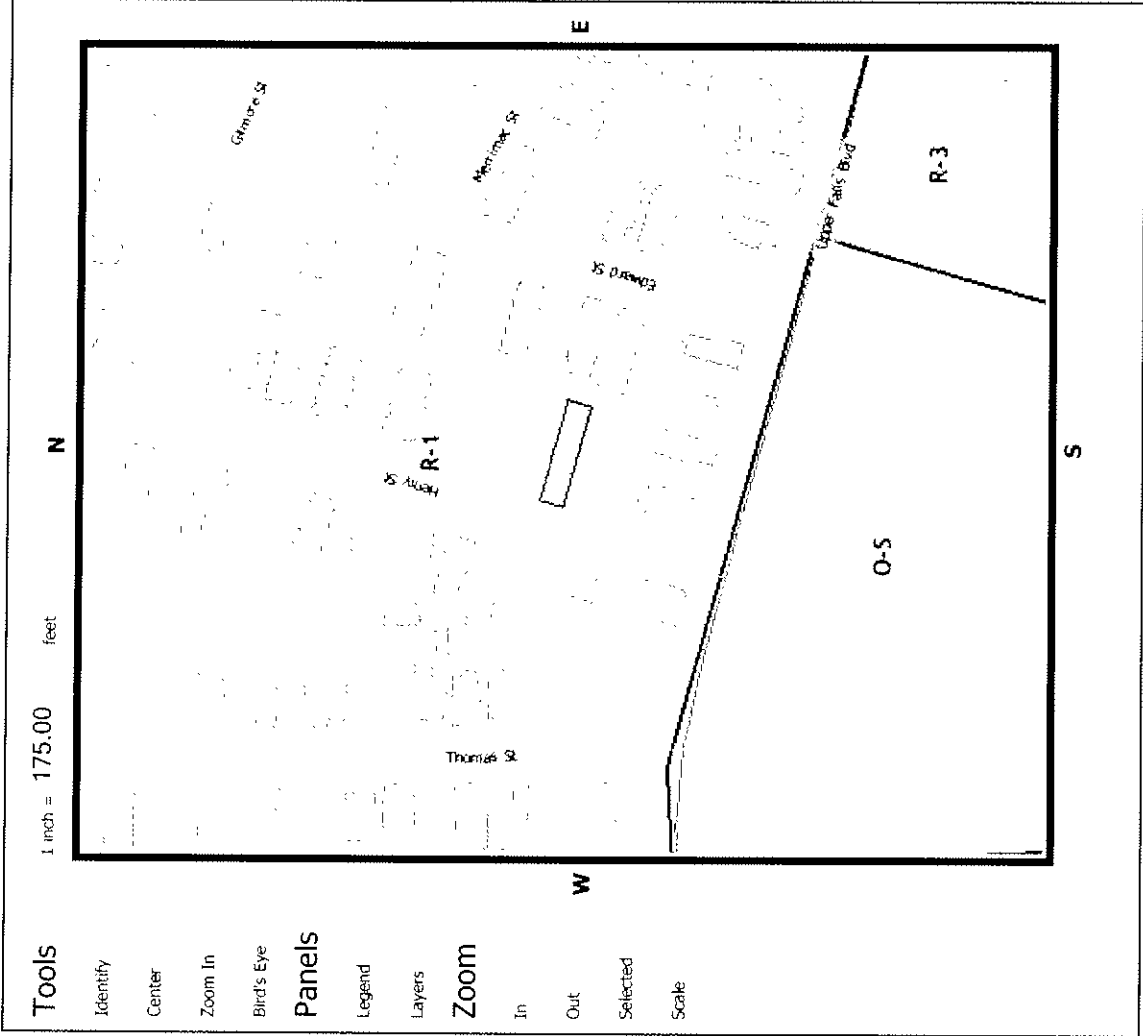 Tools
Identify
Center
Zoom In
Bird's Eye
Panels
Legend
Layers
Zoom
In
Out
Selected
Scale
1 inch = 175.00 feet
N
W
E
S
Gilmore St
Merrimac St
Henry St
R-1
Edward St
Thomas St
Upper Falls Blvd
R-3
O-S